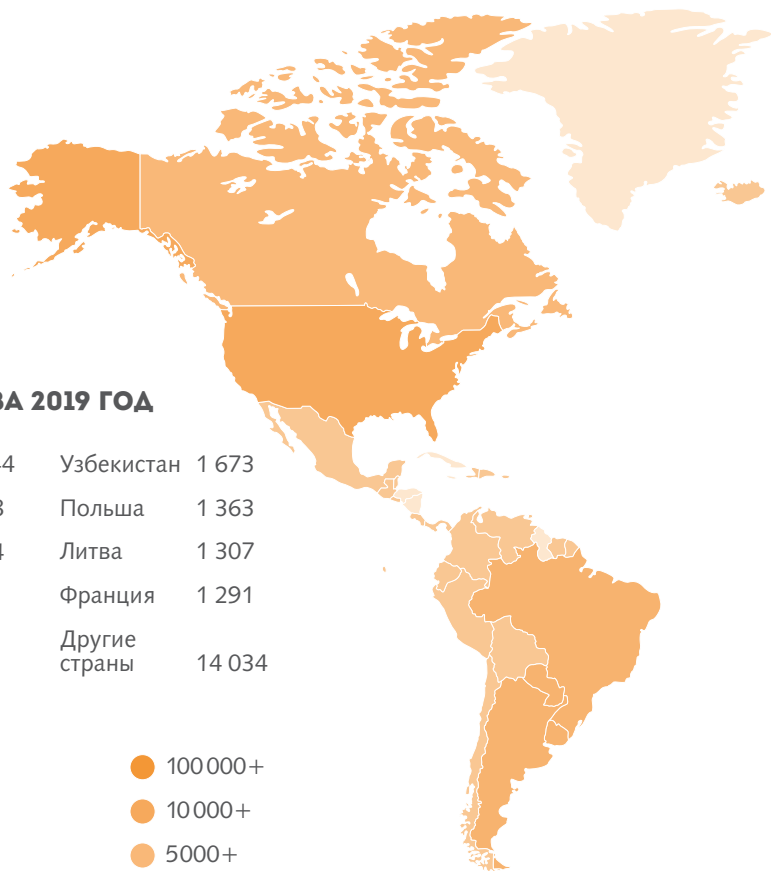 2019 ГОД
Узбекистан 1 673
Польша 1 363
Литва 1 307
Франция 1 291
Другие
страны 14 034
100 000+
10 000+
5000+